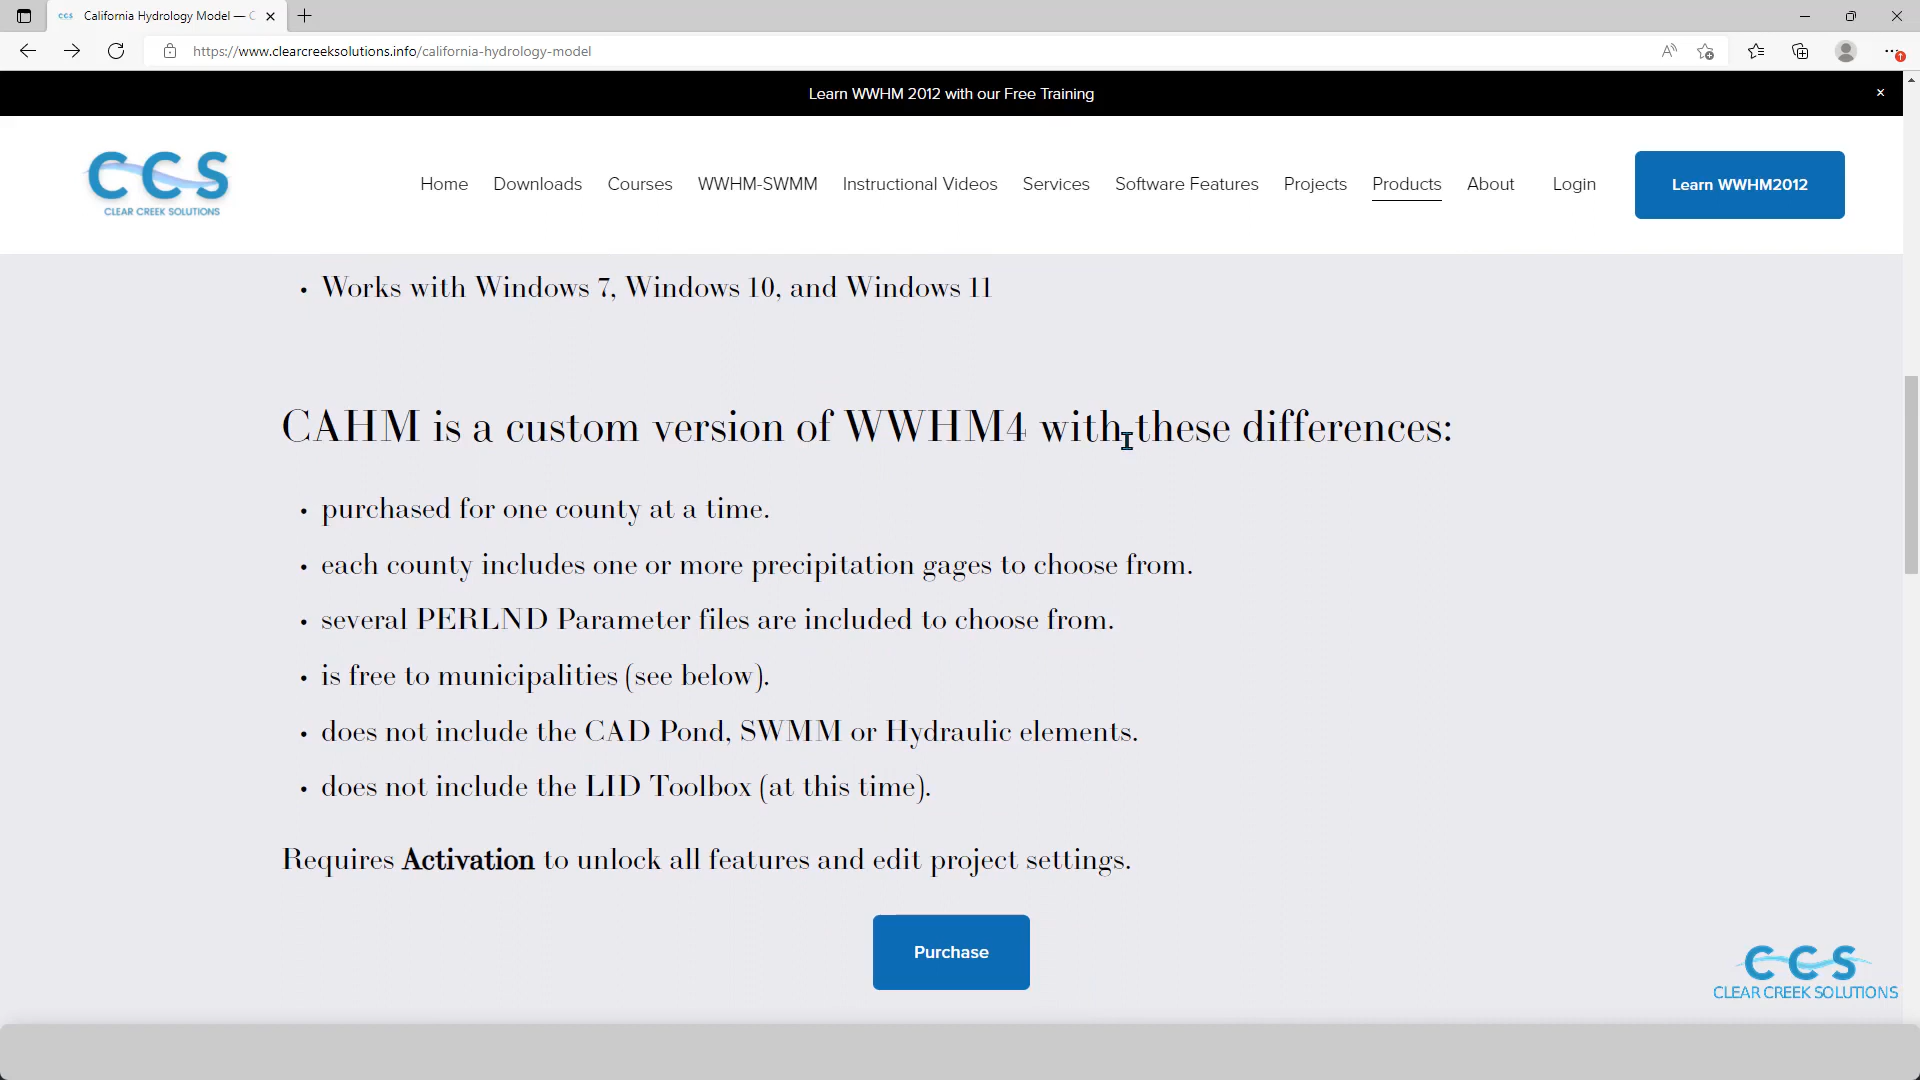 California Hydrology Model — C
https://www.clearcreeksolutions.info/california-hydrology-model
Learn WWHM 2012 with our Free Training
CCS
CLEAR CREEK SOLUTIONS
Home Downloads Courses WWHM-SWMM Instructional Videos Services Software Features Projects Products About Login Learn WWHM2012
• Works with Windows 7, Windows 10, and Windows 11
CAHM is a custom version of WWHM4 with these differences:
• purchased for one county at a time.
• each county includes one or more precipitation gages to choose from.
• several PERLND Parameter files are included to choose from.
• is free to municipalities (see below).
• does not include the CAD Pond, SWMM or Hydraulic elements.
• does not include the LID Toolbox (at this time).
Requires Activation to unlock all features and edit project settings.
Purchase
CCS
CLEAR CREEK SOLUTIONS